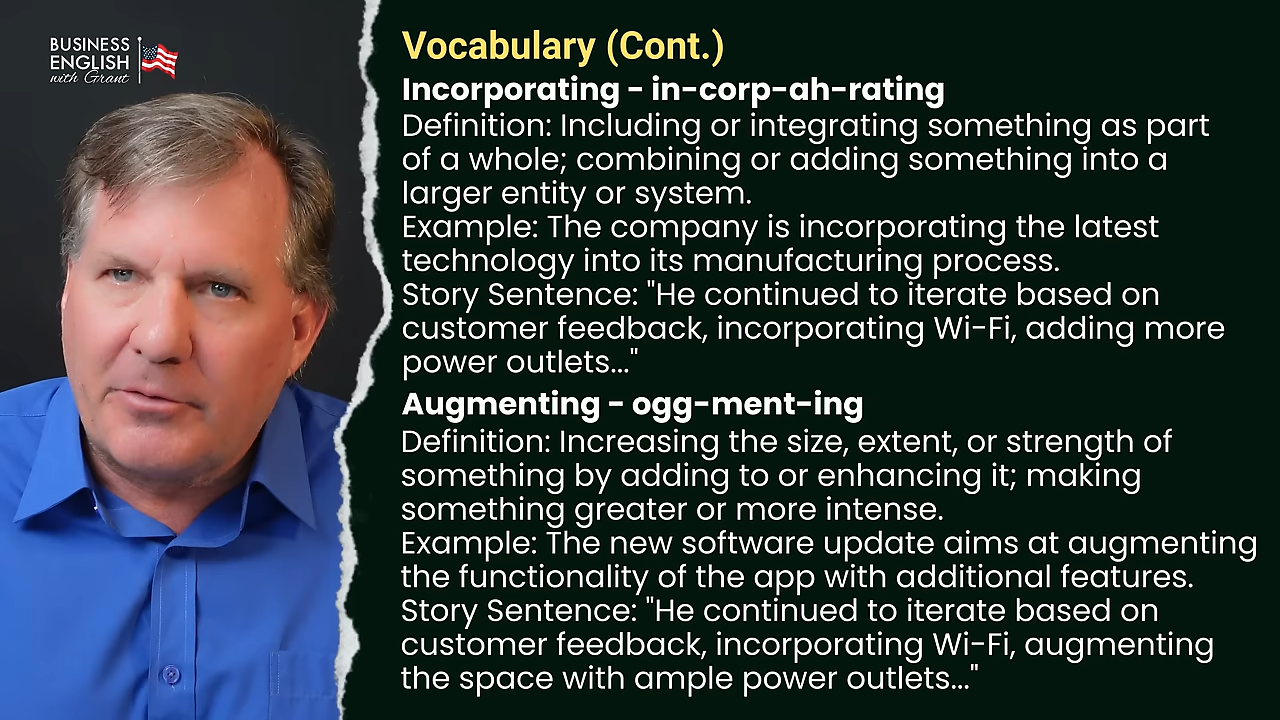 BUSINESS
ENGLISH
with Grant
Vocabulary (Cont.)
Incorporating - in-corp-ah-rating
Definition: Including or integrating something as part
of a whole; combining or adding something into a
larger entity or system.
Example: The company is incorporating the latest
technology into its manufacturing process.
Story Sentence: "He continued to iterate based on
customer feedback, incorporating Wi-Fi, adding more
power outlets..."
Augmenting - ogg-ment-ing
Definition: Increasing the size, extent, or strength of
something by adding to or enhancing it; making
something greater or more intense.
Example: The new software update aims at augmenting
the functionality of the app with additional features.
Story Sentence: "He continued to iterate based on
customer feedback, incorporating Wi-Fi, augmenting
the space with ample power outlets..."